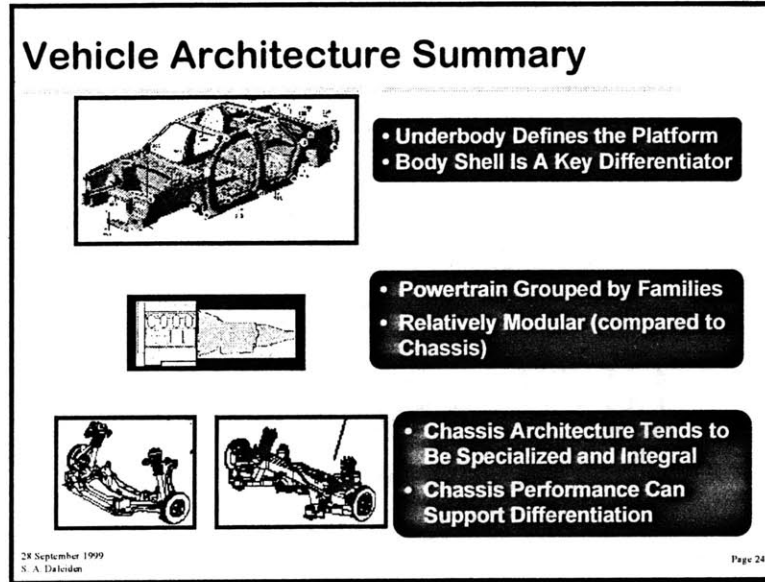 Vehicle Architecture Summary
• Underbody Defines the Platform
• Body Shell Is A Key Differentiator
• Powertrain Grouped by Families
• Relatively Modular (compared to
Chassis)
• Chassis Architecture Tends to
Be Specialized and Integral
• Chassis Performance Can
Support Differentiation
28 September 1999
S. A. Daleiden
Page 24